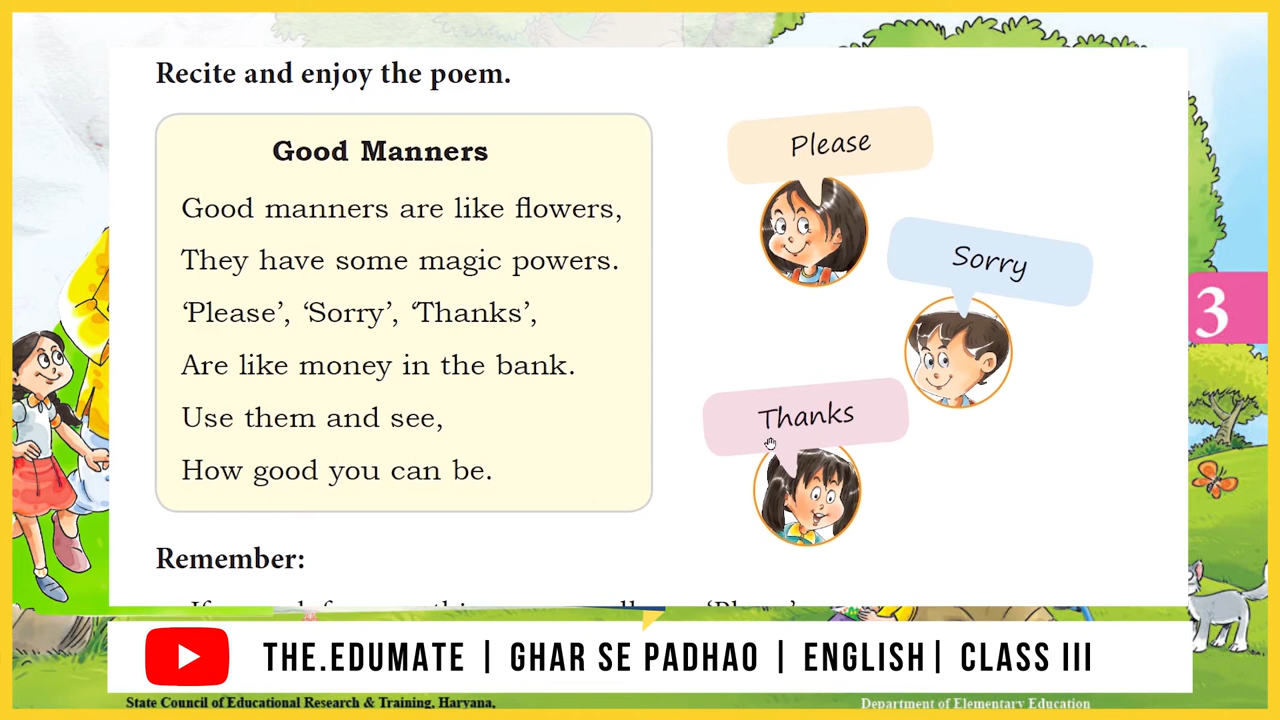 Recite and enjoy the poem.
Good Manners
Good manners are like flowers,
They have some magic powers.
‘Please’, ‘Sorry’, ‘Thanks’,
Are like money in the bank.
Use them and see,
How good you can be.
Please
Sorry
Thanks
3
Remember:
THE.EDUMATE | GHAR SE PADHAO | ENGLISH| CLASS III
State Council of Educational Research & Training, Haryana,
Department of Elementary Education